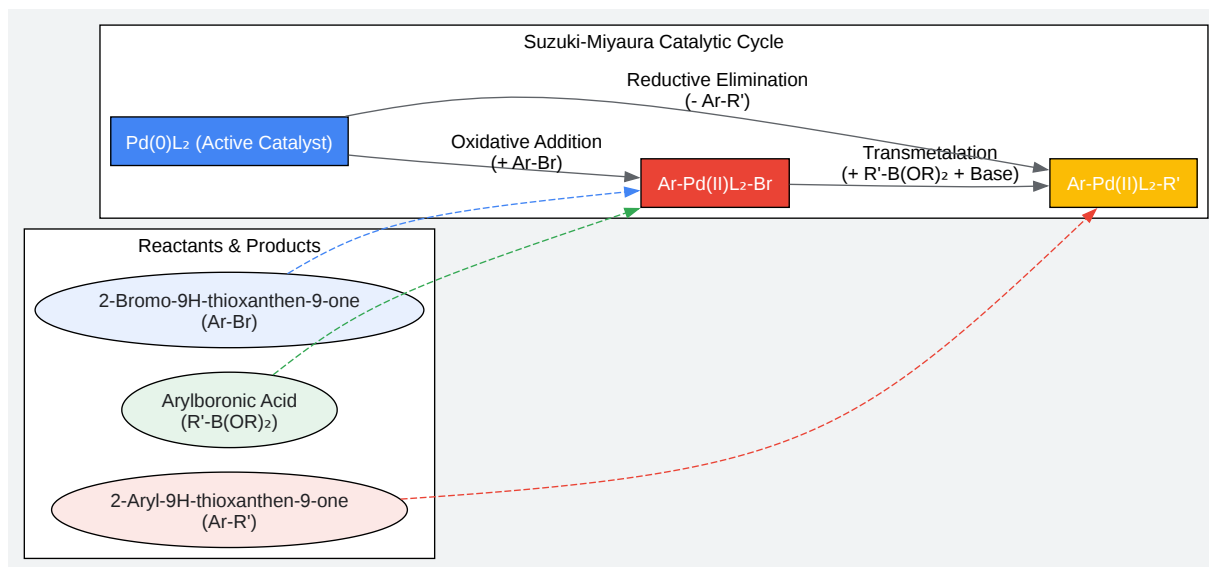 Suzuki-Miyaura Catalytic Cycle
Reductive Elimination
(- Ar-R')
Pd(0)L₂ (Active Catalyst)
Oxidative Addition
(+ Ar-Br)
Transmetalation
(+ R'-B(OR)₂ + Base)
Ar-Pd(II)L₂-Br
Ar-Pd(II)L₂-R'
Reactants & Products
2-Bromo-9H-thioxanthen-9-one
(Ar-Br)
Arylboronic Acid
(R'-B(OR)₂)
2-Aryl-9H-thioxanthen-9-one
(Ar-R')